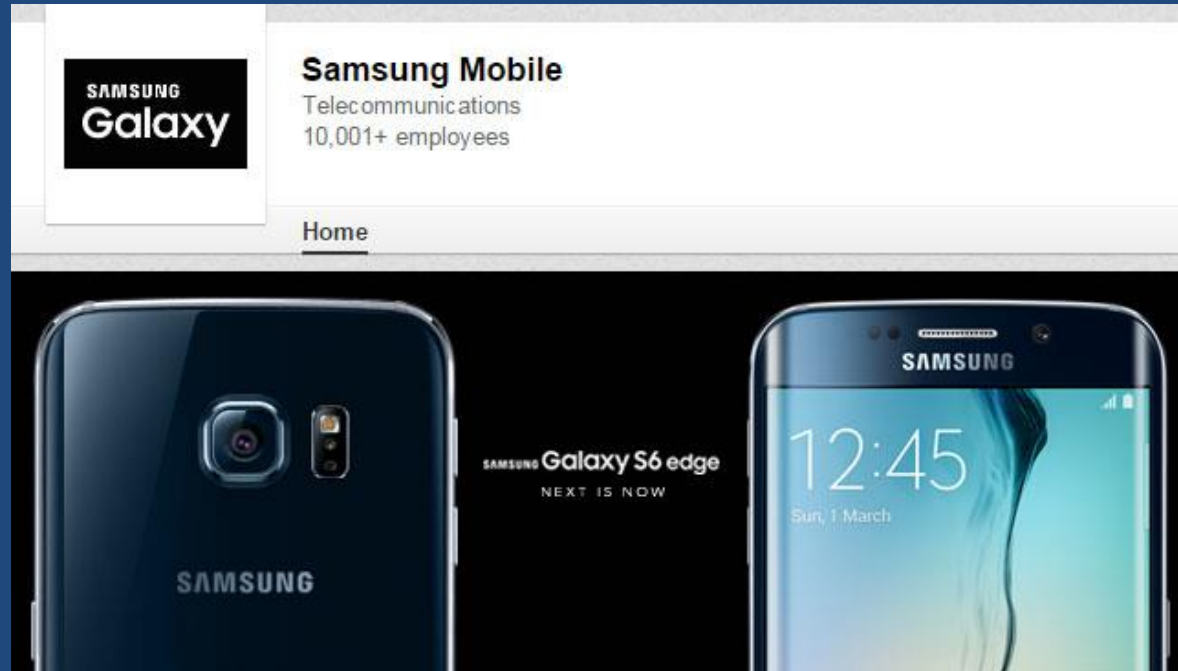 SAMSUNG
Galaxy
Samsung Mobile
Telecommunications
10,001+ employees
Home
SAMSUNG
SAMSUNG Galaxy S6 edge
NEXT IS NOW
SAMSUNG
12:45
Sun, 1 March